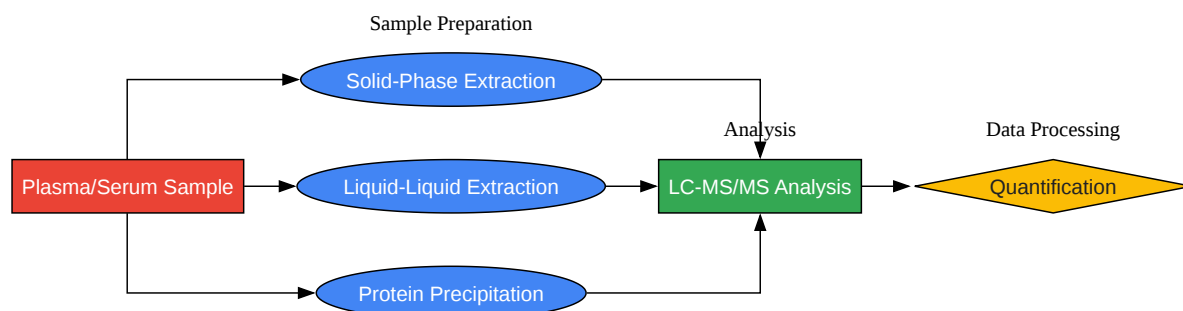 Sample Preparation
Solid-Phase Extraction
Analysis
Data Processing
Plasma/Serum Sample
Liquid-Liquid Extraction
LC-MS/MS Analysis
Quantification
Protein Precipitation